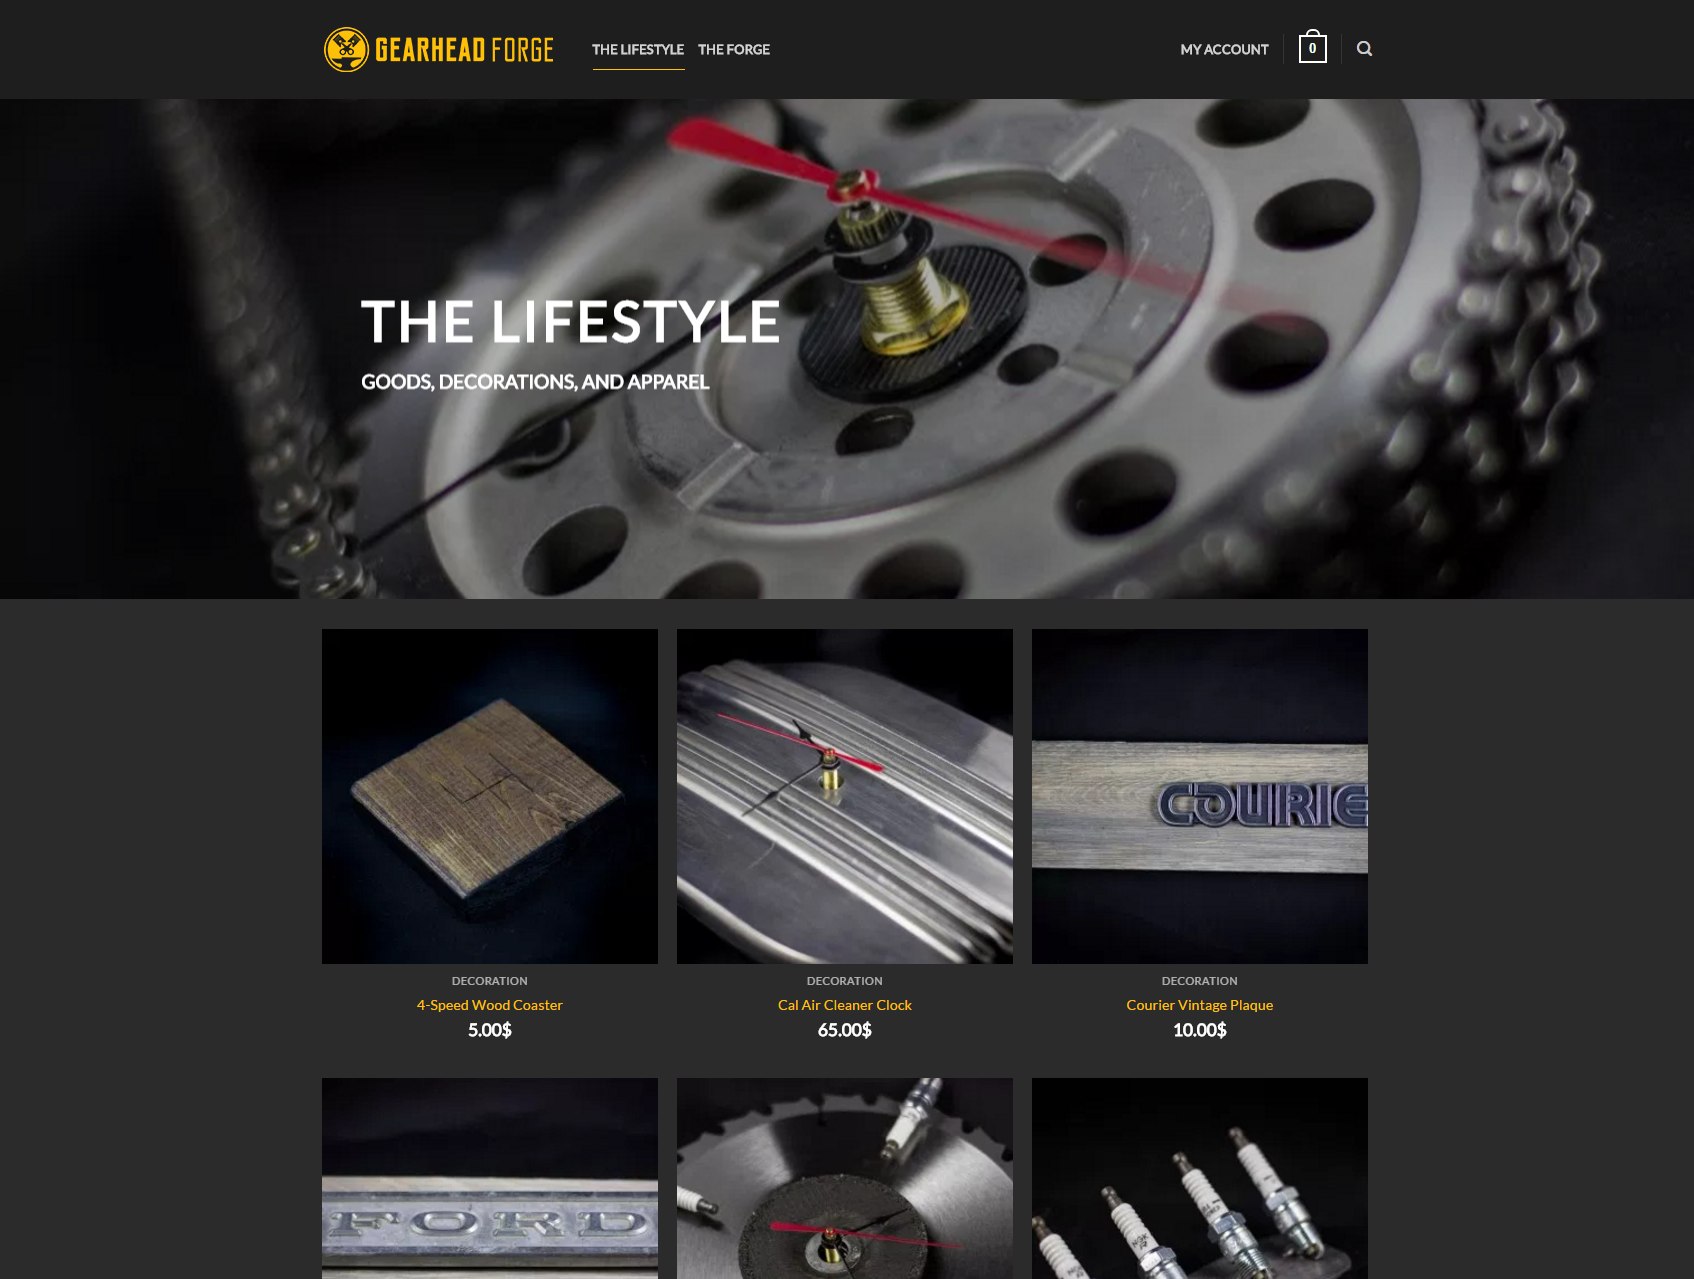 GEARHEAD FORGE
THE LIFESTYLE
THE FORGE
MY ACCOUNT
0
THE LIFESTYLE
GOODS, DECORATIONS, AND APPAREL
COURIE
DECORATION
4-Speed Wood Coaster
5.00$
DECORATION
Cal Air Cleaner Clock
65.00$
DECORATION
Courier Vintage Plaque
10.00$
FORD
NGK